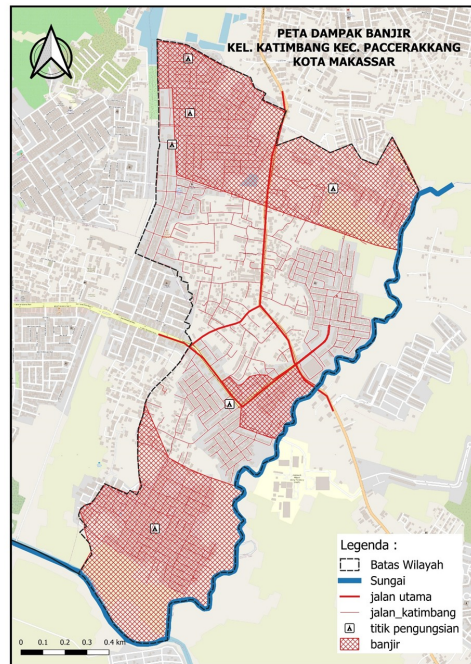 PETA DAMPAK BANJIR
KEL. KATIMBANG KEC. PACCERAKKANG
KOTA MAKASSAR
Legenda :
Batas Wilayah
Sungai
jalan utama
jalan_katimbang
titik pengungsian
banjir
0 0.1 0.2 0.3 0.4 km